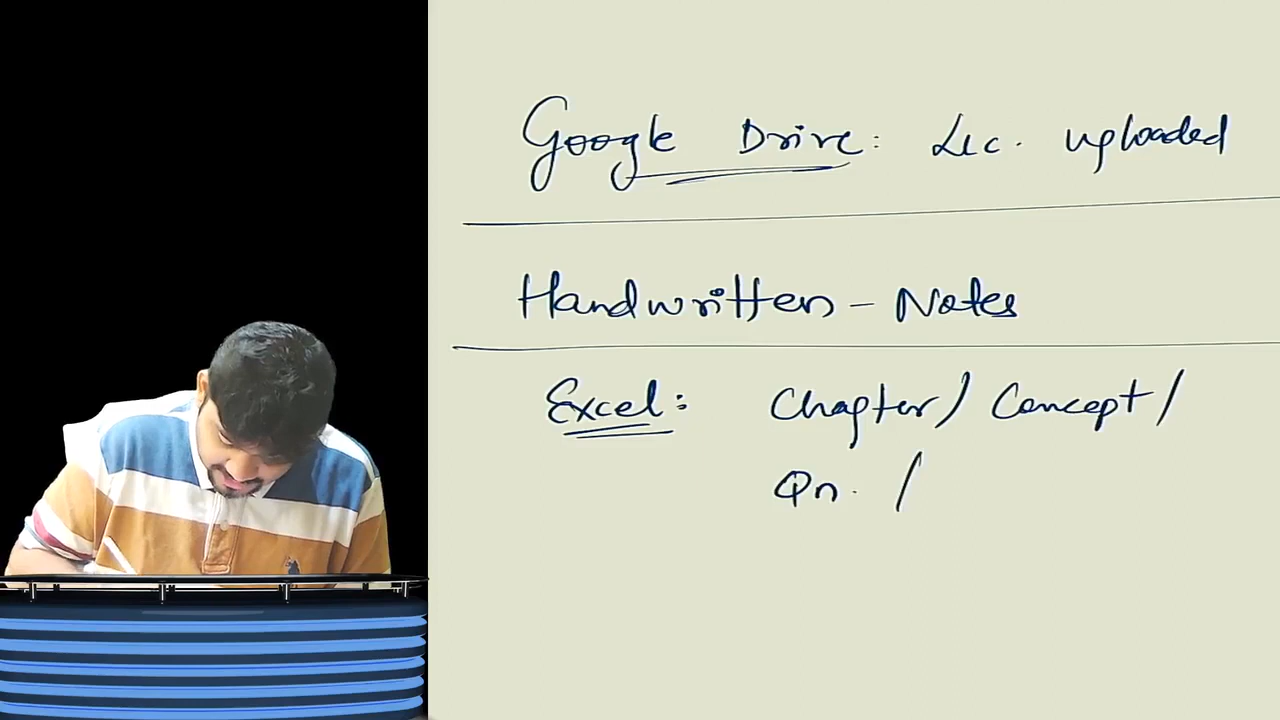 Google Drive: Lec. uploaded
Handwritten - Notes
Excel: Chapter / Concept /
Qn. /